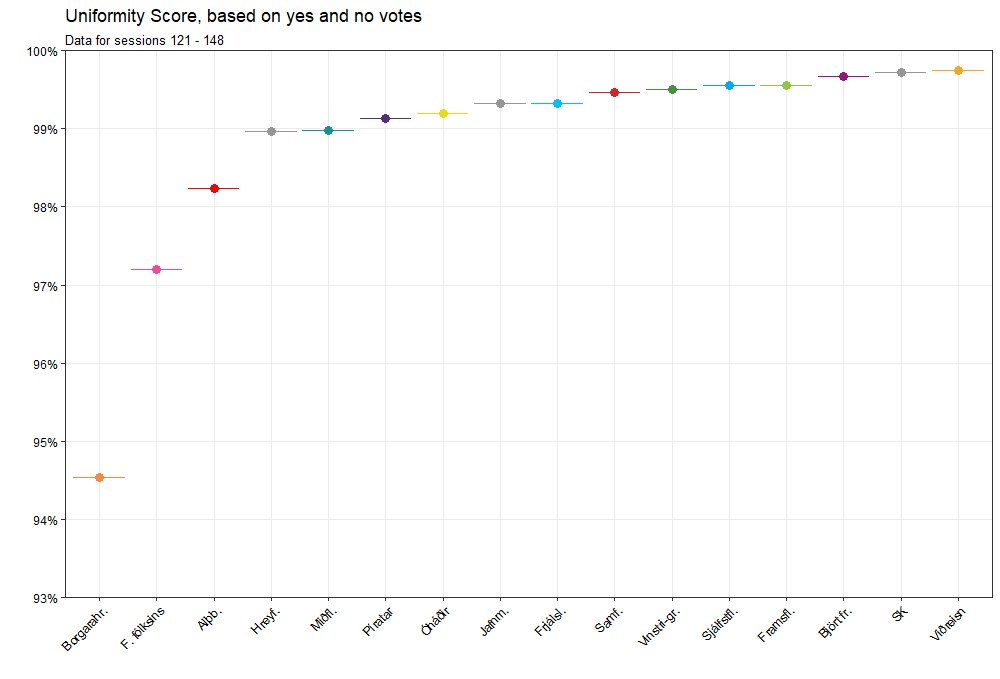 Uniformity Score, based on yes and no votes
Data for sessions 121 - 148
100%
99%
98%
97%
96%
95%
94%
93%
Borgarahr.
F. fólksins
Alþb.
Hreyf.
Miðfl.
Píratar
Óháðir
Jafnm.
Frjálsl.
Samf.
Vinstri-gr.
Sjálfstfl.
Framsfl.
Björt fr.
SK
Viðreisn